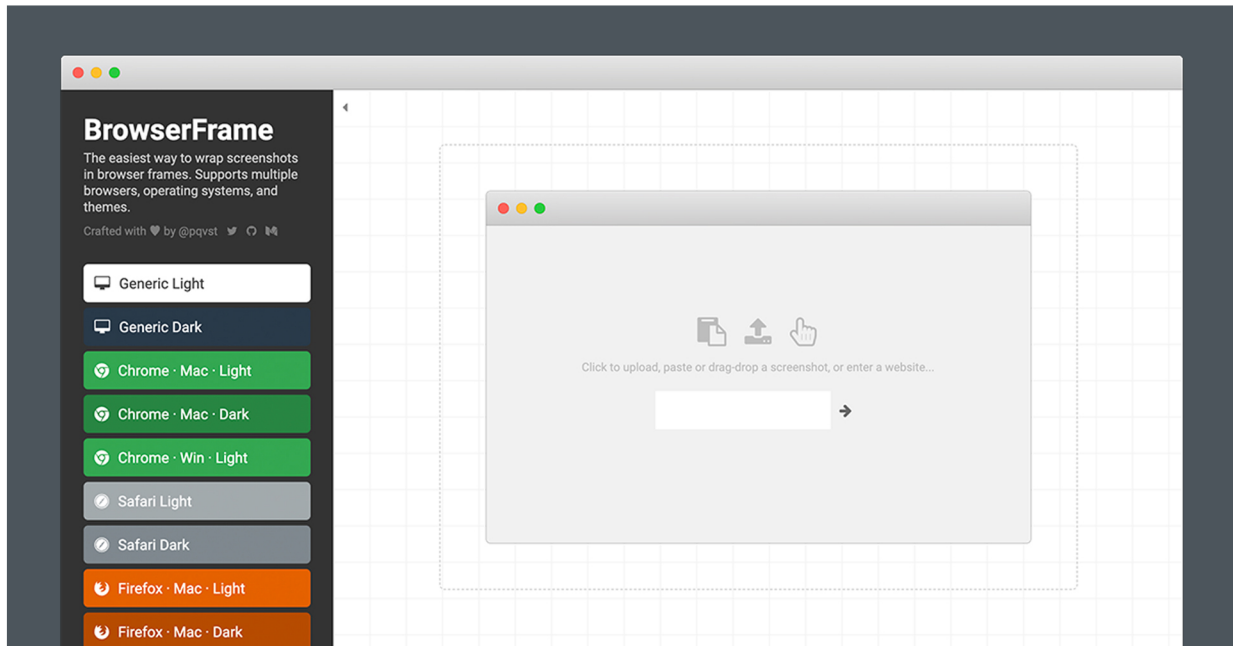 BrowserFrame
The easiest way to wrap screenshots
in browser frames. Supports multiple
browsers, operating systems, and
themes.
Crafted with ♥ by @pqvst
Generic Light
Generic Dark
Chrome · Mac · Light
Chrome · Mac · Dark
Chrome · Win · Light
Safari Light
Safari Dark
Firefox · Mac · Light
Firefox · Mac · Dark
Click to upload, paste or drag-drop a screenshot, or enter a website...